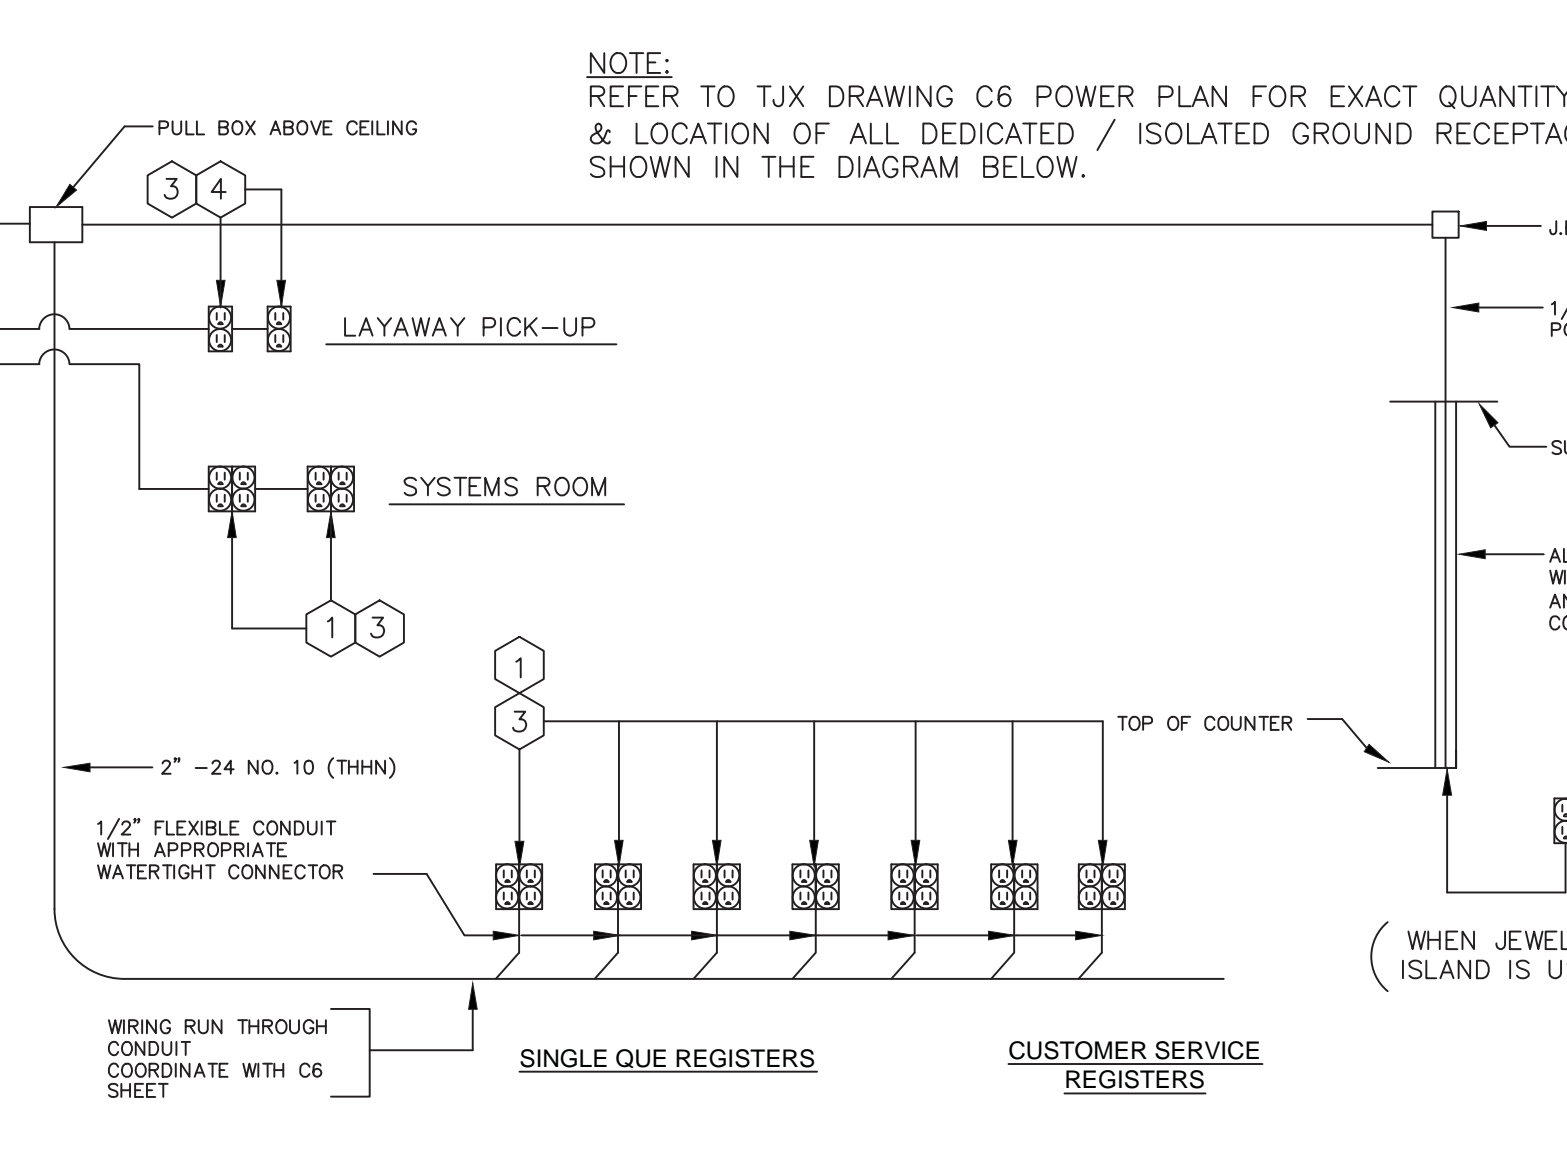 NOTE:
REFER TO TJX DRAWING C6 POWER PLAN FOR EXACT QUANTITY
& LOCATION OF ALL DEDICATED / ISOLATED GROUND
SHOWN IN THE DIAGRAM BELOW.
PULL BOX ABOVE CEILING
3 4
LAYAWAY PICK-UP
SYSTEMS ROOM
1 3
1
3
TOP OF COUNTER
2" -24 NO. 10 (THHN)
1/2" FLEXIBLE CONDUIT
WITH APPROPRIATE
WATERTIGHT CONNECTOR
WHEN
ISLAND IS
WIRING RUN THROUGH
CONDUIT
COORDINATE WITH C6
SHEET
SINGLE QUE REGISTERS
CUSTOMER SERVICE
REGISTERS